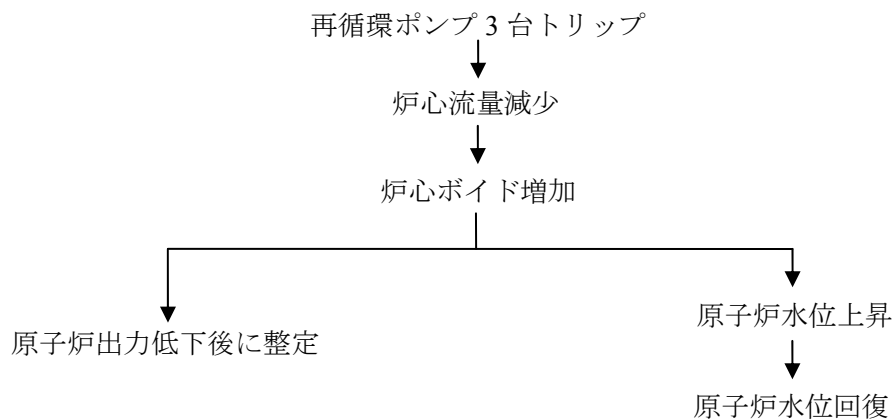 再循環ポンプ 3 台トリップ
炉心流量減少
炉心ボイド増加
原子炉出力低下後に整定
原子炉水位上昇
原子炉水位回復